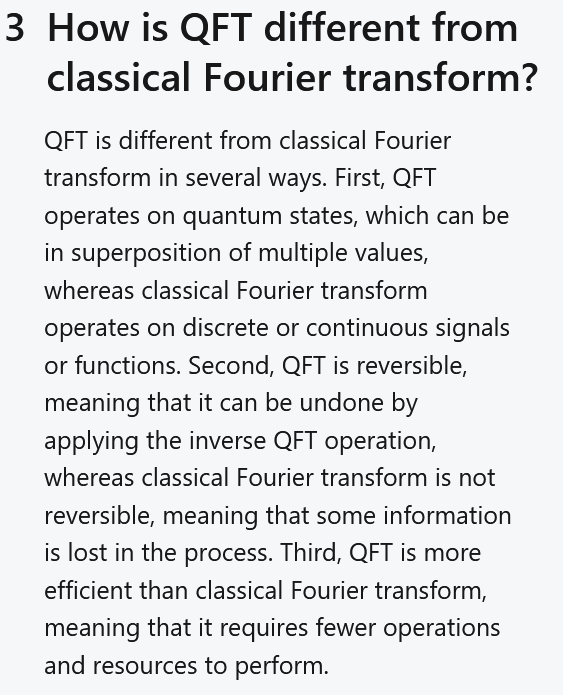 3 How is QFT different from
classical Fourier transform?
QFT is different from classical Fourier
transform in several ways. First, QFT
operates on quantum states, which can be
in superposition of multiple values,
whereas classical Fourier transform
operates on discrete or continuous signals
or functions. Second, QFT is reversible,
meaning that it can be undone by
applying the inverse QFT operation,
whereas classical Fourier transform is not
reversible, meaning that some information
is lost in the process. Third, QFT is more
efficient than classical Fourier transform,
meaning that it requires fewer operations
and resources to perform.